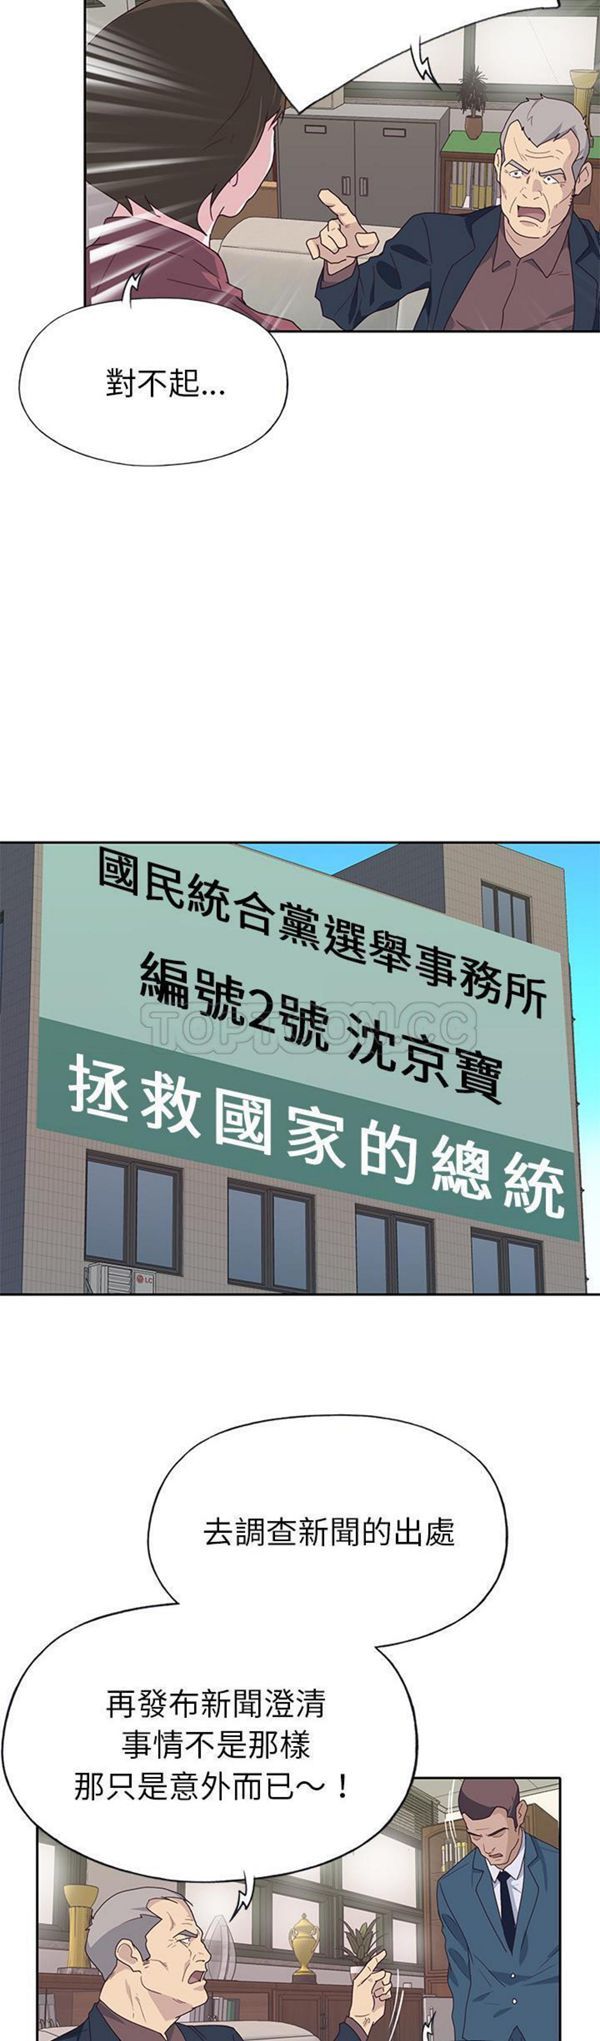 對不起...
國民統合黨選舉事務所
編號2號 沈京寶
TOPTOON.CC
拯救國家的總統
LG
去調查新聞的出處
再發布新聞澄清
事情不是那樣
那只是意外而已～！